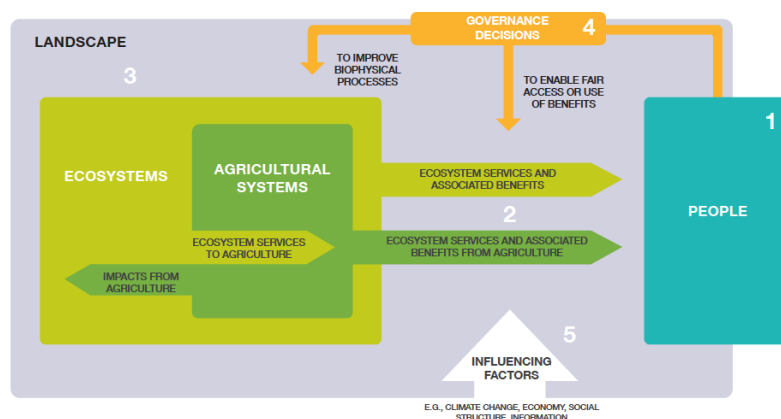 GOVERNANCE
DECISIONS
4
LANDSCAPE
3
TO IMPROVE
BIOPHYSICAL
PROCESSES
TO ENABLE FAIR
ACCESS OR USE
OF BENEFITS
1
ECOSYSTEMS
AGRICULTURAL
SYSTEMS
ECOSYSTEM SERVICES AND
ASSOCIATED BENEFITS
PEOPLE
2
ECOSYSTEM SERVICES
TO AGRICULTURE
ECOSYSTEM SERVICES AND ASSOCIATED
BENEFITS FROM AGRICULTURE
IMPACTS FROM
AGRICULTURE
5
INFLUENCING
FACTORS
E.G., CLIMATE CHANGE, ECONOMY, SOCIAL
STRUCTURE, INFORMATION